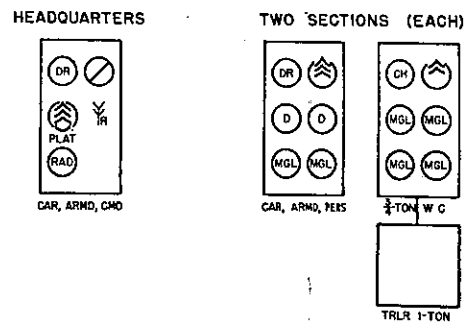 HEADQUARTERS
DR
PLAT
RAD
CAR, ARMD, CMD
TWO SECTIONS (EACH)
DR
D D
MGL MGL
CAR, ARMD, PERS
CH
MGL MGL
MGL MGL
¾-TON W C
TRLR 1-TON